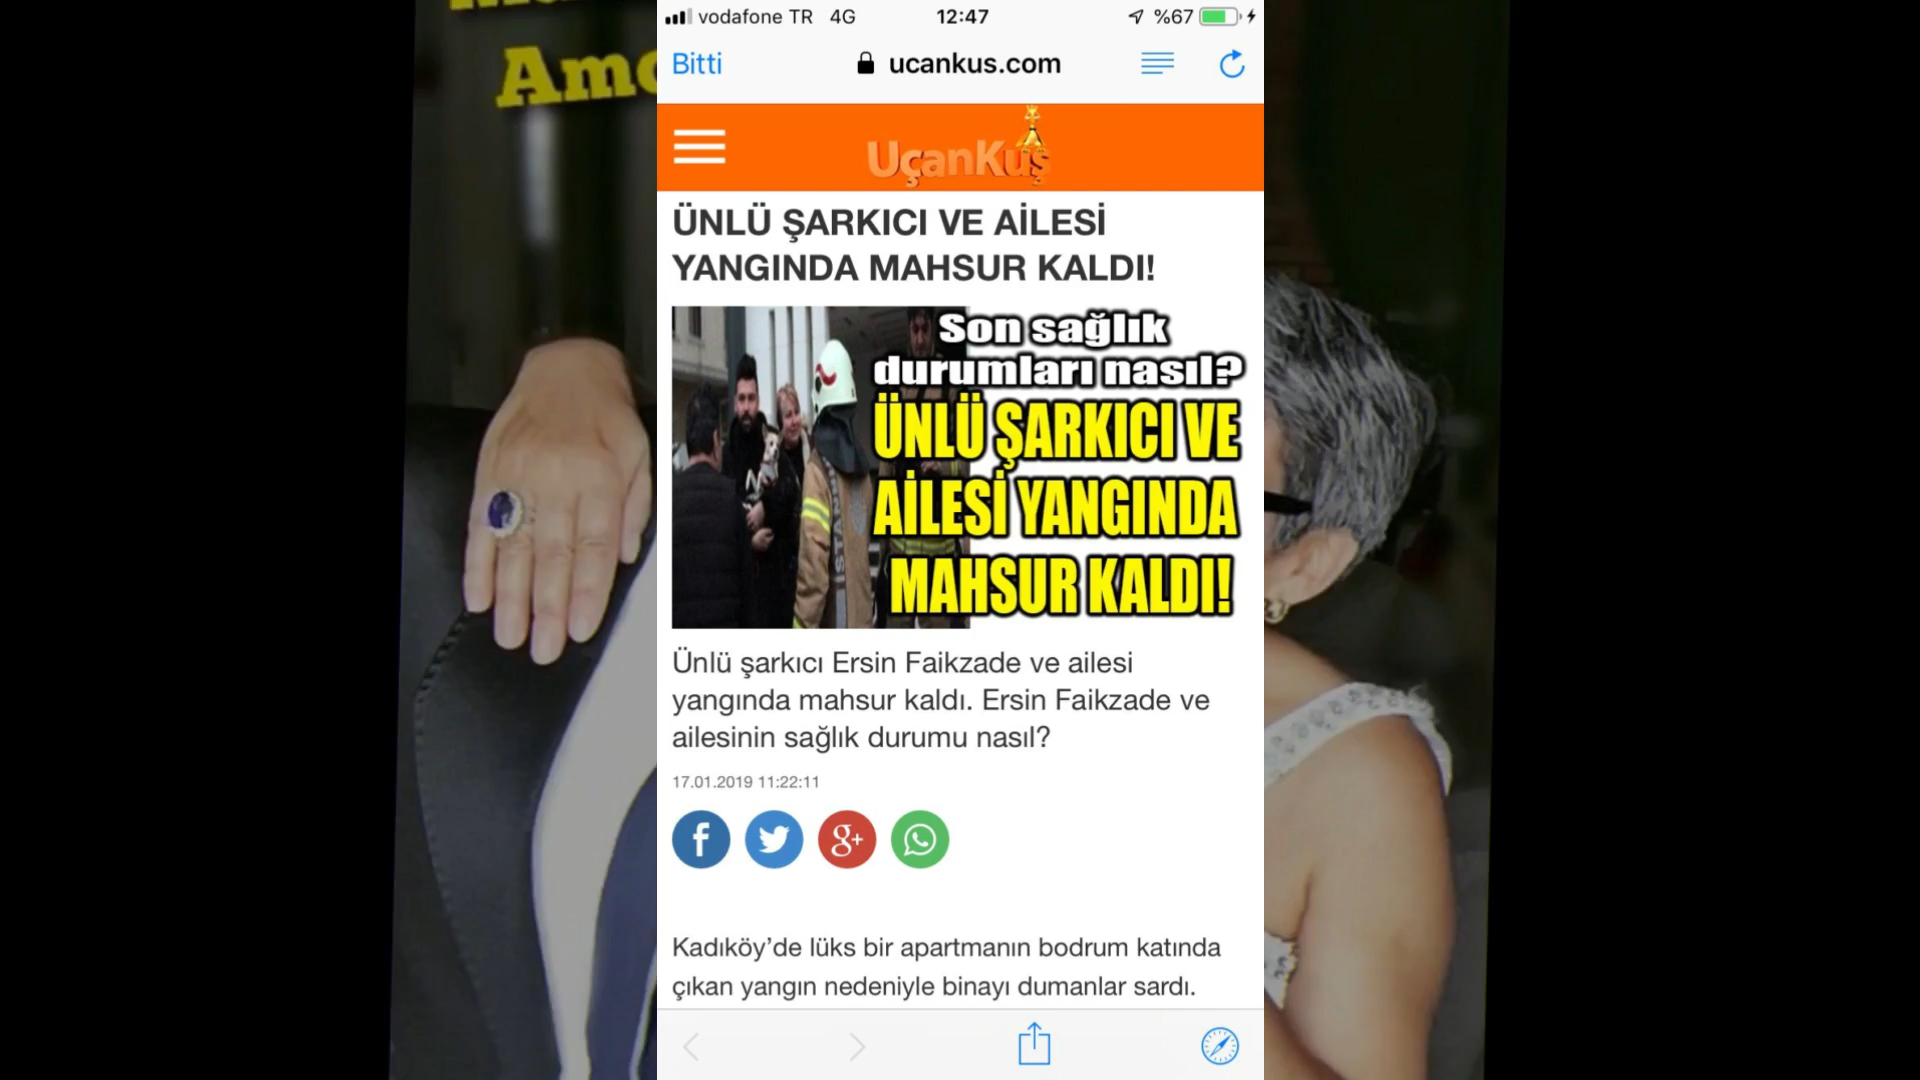 Amo
vodafone TR 4G 12:47 %67
Bitti ucankus.com
UçanKuş
ÜNLÜ ŞARKICI VE AİLESİ
YANGINDA MAHSUR KALDI!
Son sağlık
durumları nasıl?
ÜNLÜ ŞARKICI VE
AİLESİ YANGINDA
MAHSUR KALDI!
Ünlü şarkıcı Ersin Faikzade ve ailesi
yangında mahsur kaldı. Ersin Faikzade ve
ailesinin sağlık durumu nasıl?
17.01.2019 11:22:11
Kadıköy’de lüks bir apartmanın bodrum katında
çıkan yangın nedeniyle binayı dumanlar sardı.